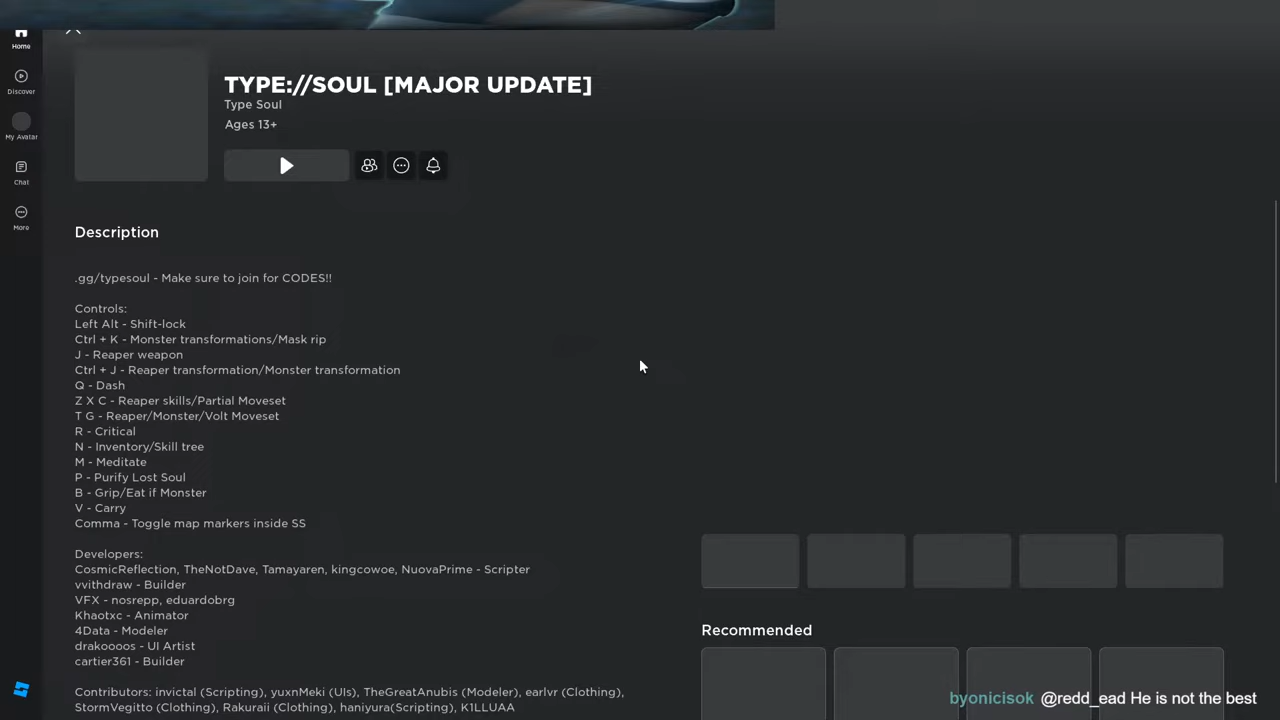 Home
Discover
My Avatar
Chat
More
TYPE://SOUL [MAJOR UPDATE]
Type Soul
Ages 13+
Description
.gg/typesoul - Make sure to join for CODES!!
Controls:
Left Alt - Shift-lock
Ctrl + K - Monster transformations/Mask rip
J - Reaper weapon
Ctrl + J - Reaper transformation/Monster transformation
Q - Dash
Z X C - Reaper skills/Partial Moveset
T G - Reaper/Monster/Volt Moveset
R - Critical
N - Inventory/Skill tree
M - Meditate
P - Purify Lost Soul
B - Grip/Eat if Monster
V - Carry
Comma - Toggle map markers inside SS
Developers:
CosmicReflection, TheNotDave, Tamayaren, kingcowoe, NuovaPrime - Scripter
vvithdraw - Builder
VFX - nosrepp, eduardobrg
Khaotxc - Animator
4Data - Modeler
drakoooos - UI Artist
cartier361 - Builder
Contributors: invictal (Scripting), yuxnMeki (UIs), TheGreatAnubis (Modeler), earlvr (Clothing),
StormVegitto (Clothing), Rakuraii (Clothing), haniyura(Scripting), K1LLUAA
Recommended
byonicisok @redd_ead He is not the best